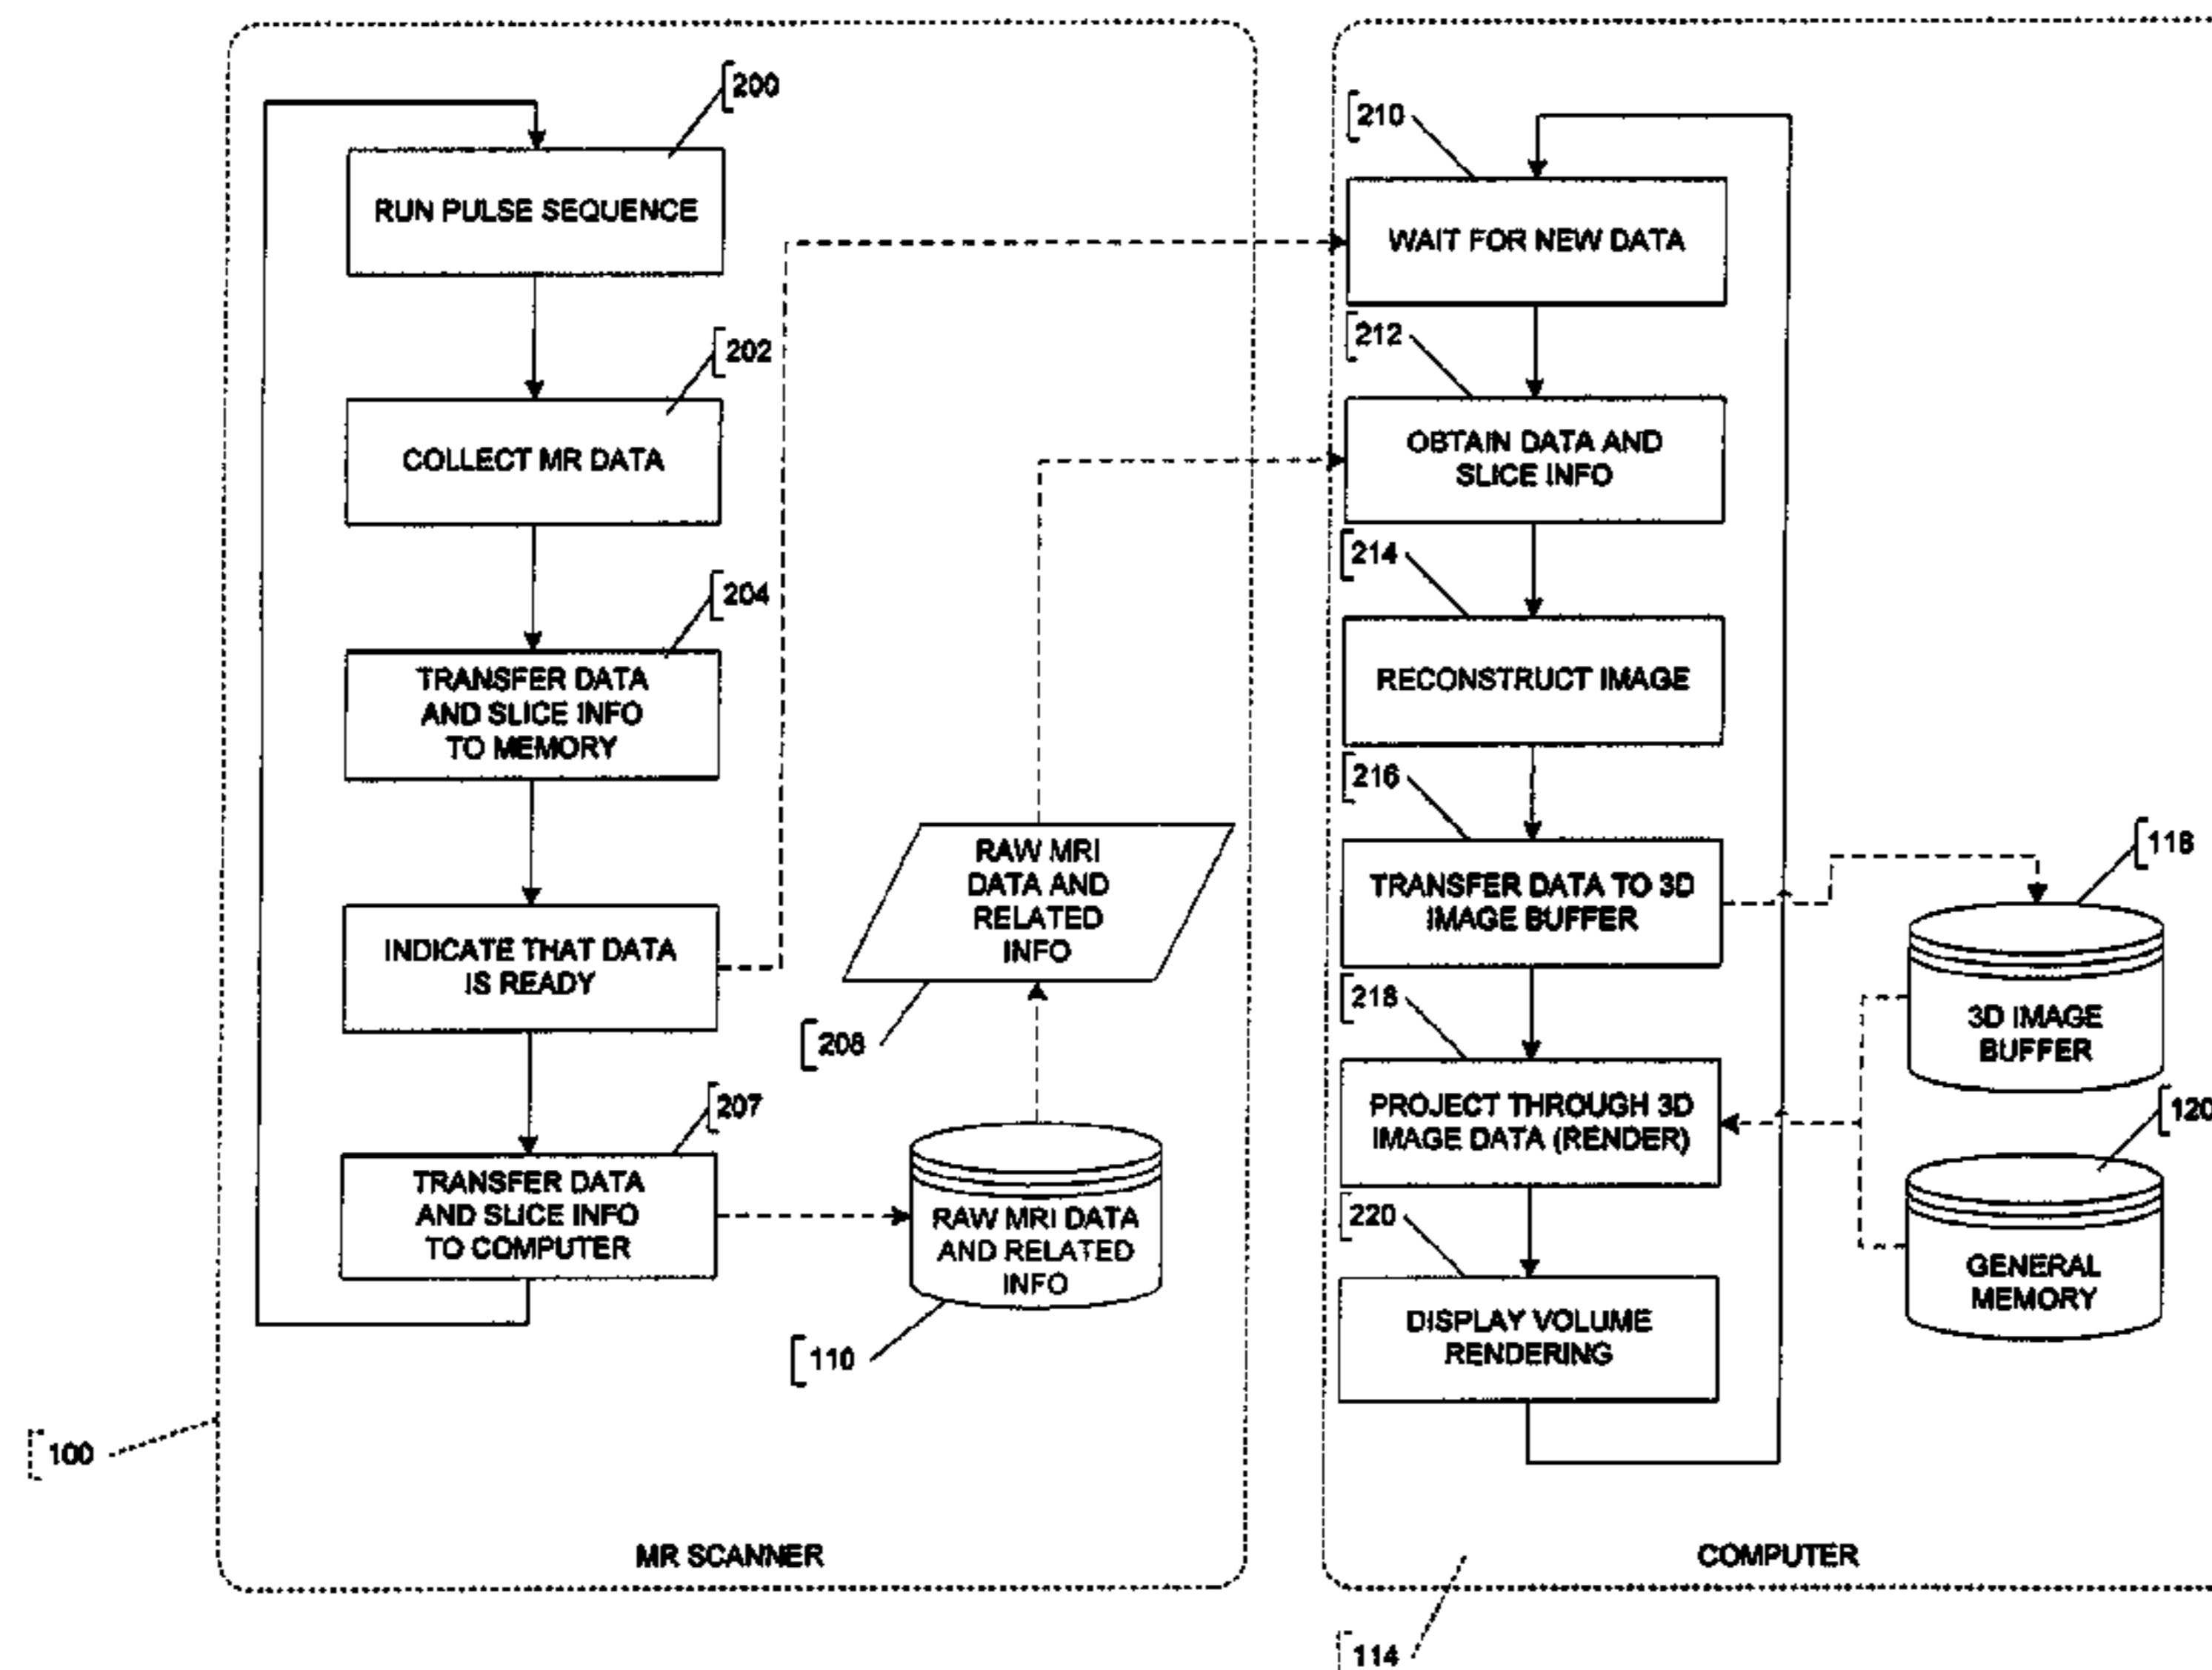 200
RUN PULSE SEQUENCE
202
COLLECT MR DATA
204
TRANSFER DATA
AND SLICE INFO
TO MEMORY
INDICATE THAT DATA
IS READY
207
TRANSFER DATA
AND SLICE INFO
TO COMPUTER
RAW MRI
DATA AND
RELATED
INFO
208
RAW MRI DATA
AND RELATED
INFO
110
100
MR SCANNER
210
WAIT FOR NEW DATA
212
OBTAIN DATA AND
SLICE INFO
214
RECONSTRUCT IMAGE
216
TRANSFER DATA TO 3D
IMAGE BUFFER
218
PROJECT THROUGH 3D
IMAGE DATA (RENDER)
220
DISPLAY VOLUME
RENDERING
118
3D IMAGE
BUFFER
120
GENERAL
MEMORY
COMPUTER
114